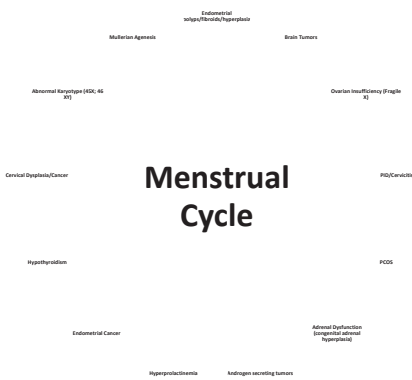 Endometrial
polyps/fibroids/hyperplasia
Brain Tumors
Ovarian Insufficiency (Fragile
X)
PID/Cervicitis
PCOS
Adrenal Dysfunction
(congenital adrenal
hyperplasia)
Androgen secreting tumors
Hyperprolactinemia
Endometrial Cancer
Hypothyroidism
Cervical Dysplasia/Cancer
Abnormal Karyotype (45X; 46
XY)
Mullerian Agenesis
Menstrual
Cycle